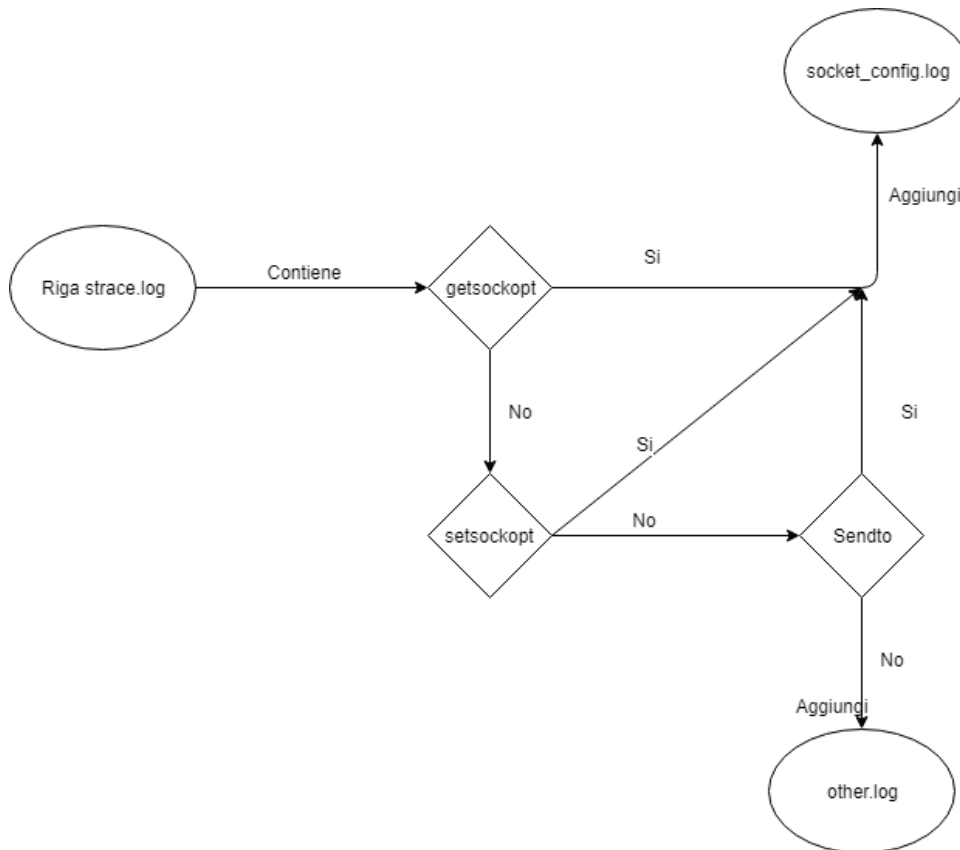 socket_config.log
Aggiungi
Si
Contiene
Riga strace.log
getsockopt
No
Si
Si
setsockopt
No
Sendto
No
Aggiungi
other.log